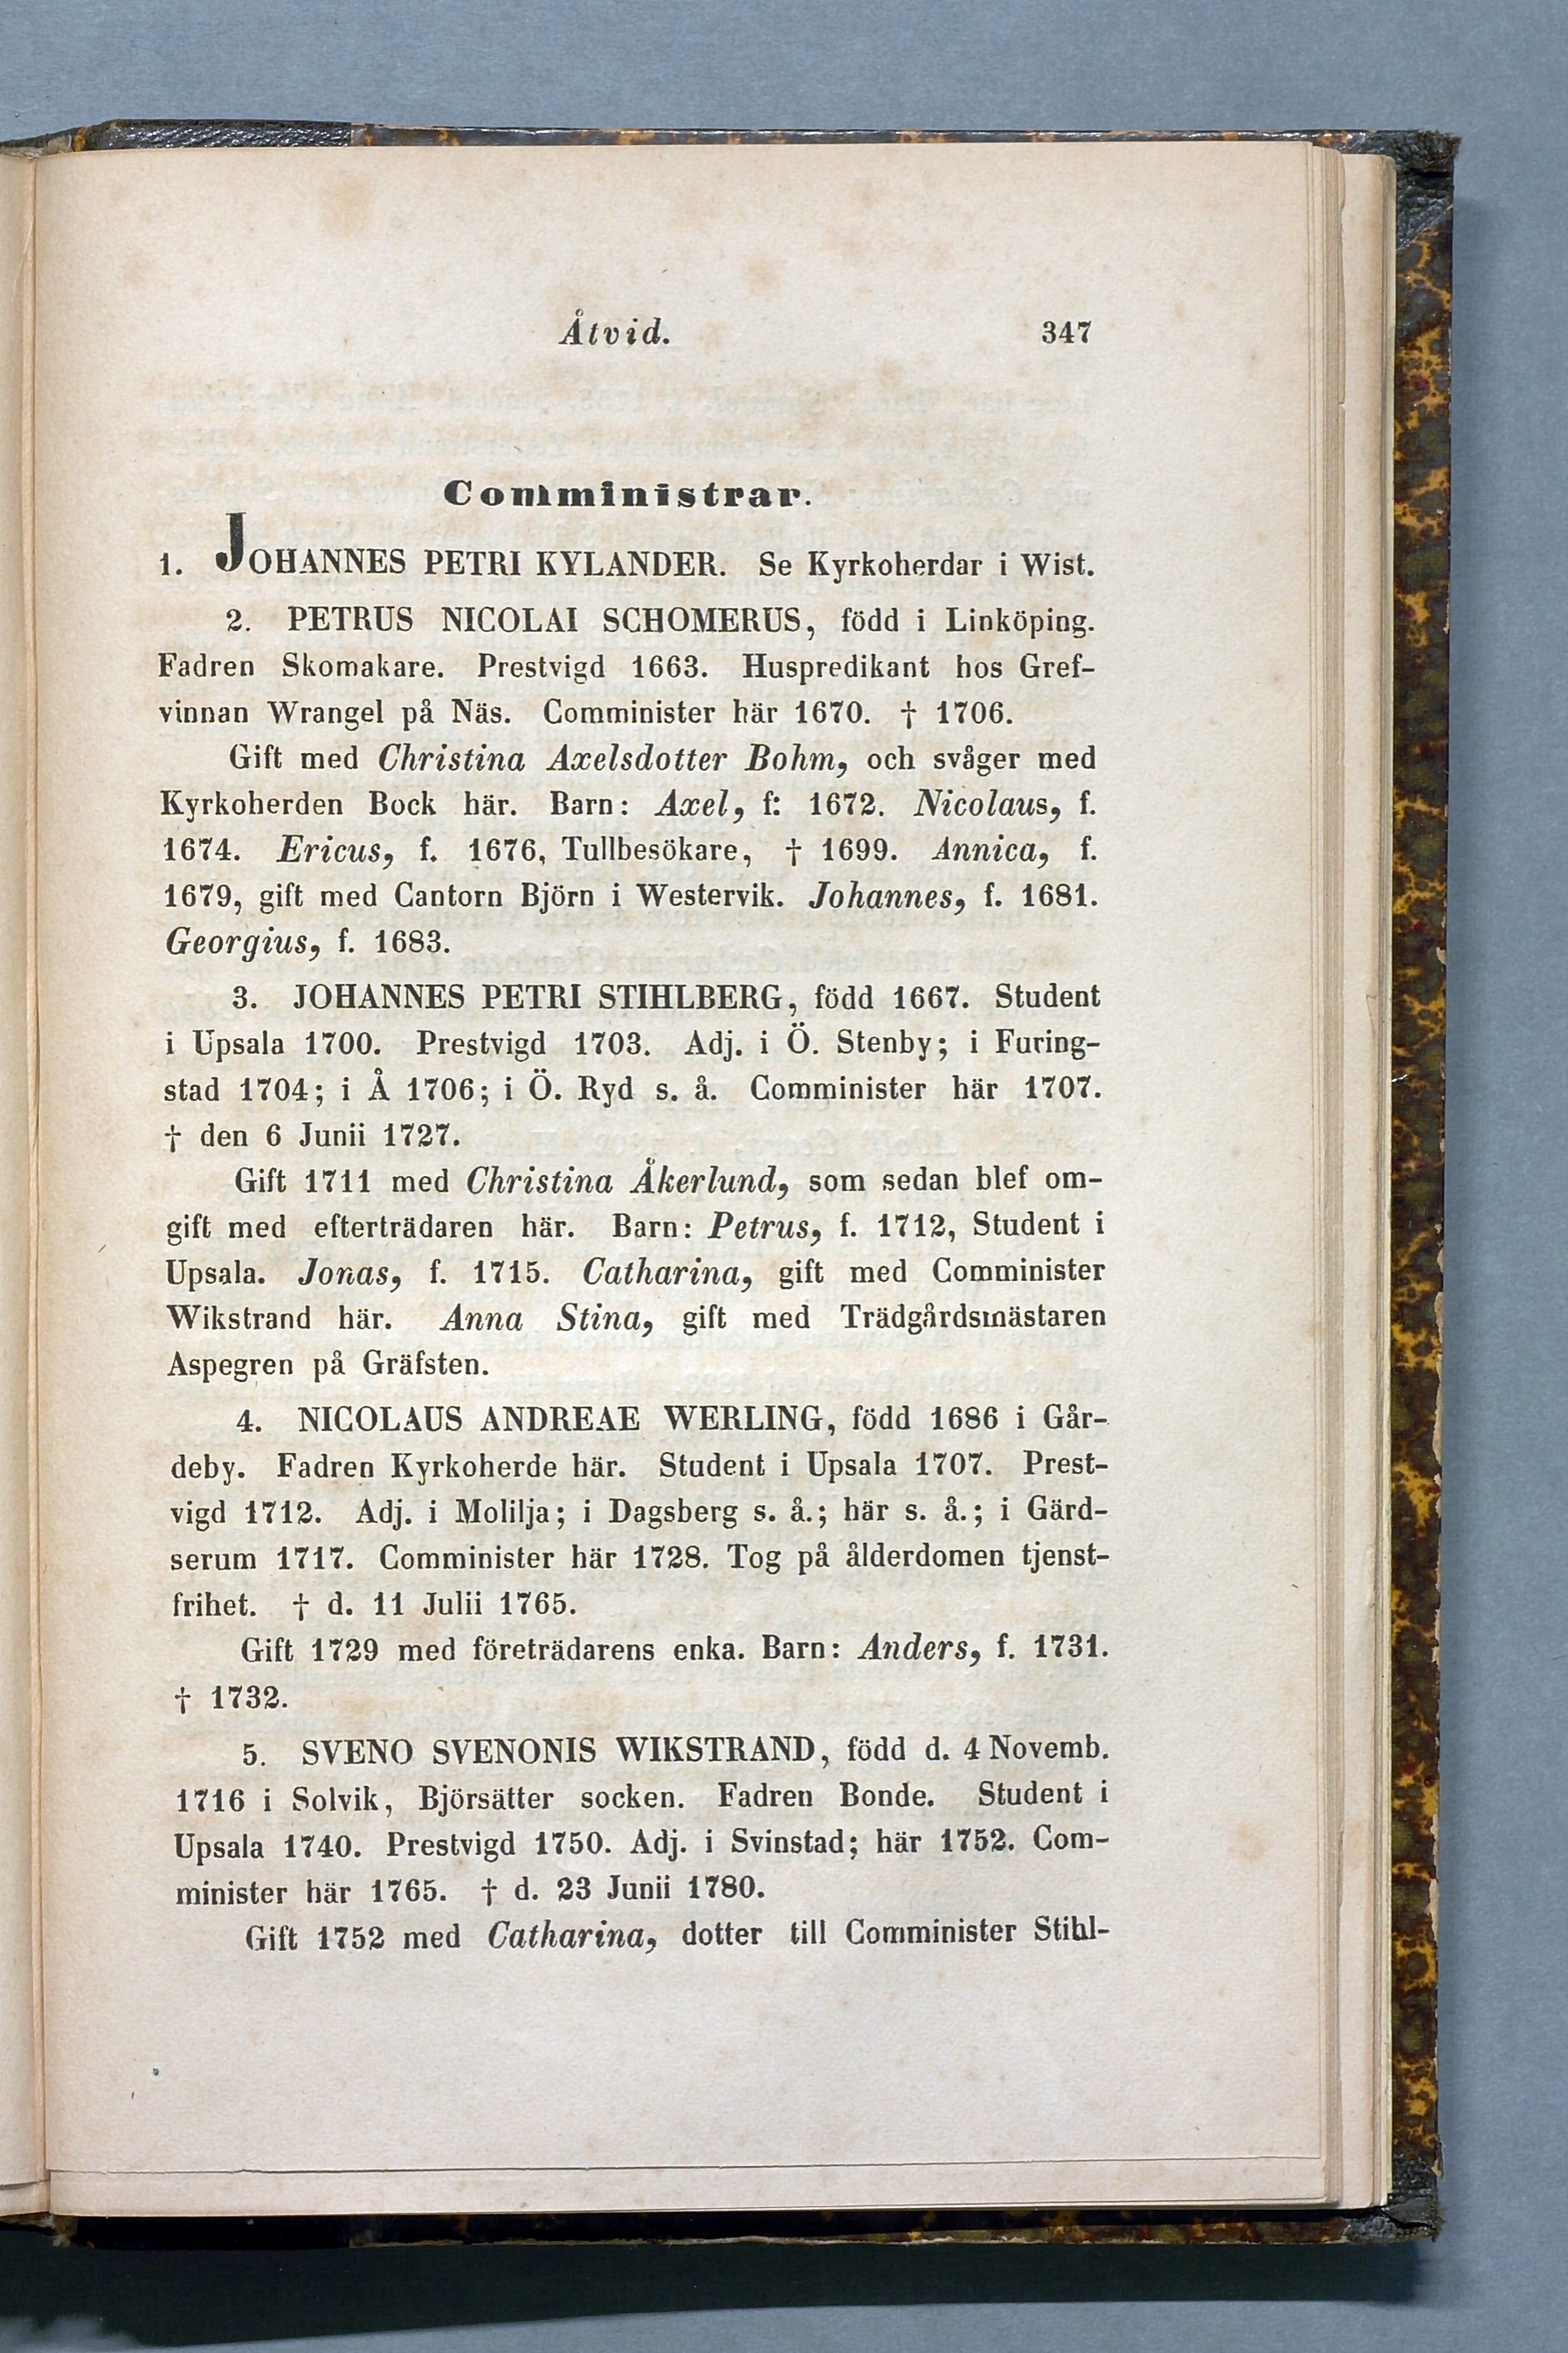 Åtvid. 347
Comministrar.
1. JOHANNES PETRI KYLANDER. Se Kyrkoherdar i Wist.
2. PETRUS NICOLAI SCHOMERUS, född i Linköping.
Fadren Skomakare. Prestvigd 1663. Huspredikant hos Gref-
vinnan Wrangel på Näs. Comminister här 1670. † 1706.
Gift med Christina Axelsdotter Bohm, och svåger med
Kyrkoherden Bock här. Barn: Axel, f: 1672. Nicolaus, f.
1674. Ericus, f. 1676, Tullbesökare, † 1699. Annica, f.
1679, gift med Cantorn Björn i Westervik. Johannes, f. 1681.
Georgius, f. 1683.
3. JOHANNES PETRI STIHLBERG, född 1667. Student
i Upsala 1700. Prestvigd 1703. Adj. i Ö. Stenby; i Furing-
stad 1704; i Å 1706; i Ö. Ryd s. å. Comminister här 1707.
† den 6 Junii 1727.
Gift 1711 med Christina Åkerlund, som sedan blef om-
gift med efterträdaren här. Barn: Petrus, f. 1712, Student i
Upsala. Jonas, f. 1715. Catharina, gift med Comminister
Wikstrand här. Anna Stina, gift med Trädgårdsmästaren
Aspegren på Gräfsten.
4. NICOLAUS ANDREAE WERLING, född 1686 i Går-
deby. Fadren Kyrkoherde här. Student i Upsala 1707. Prest-
vigd 1712. Adj. i Molilja; i Dagsberg s. å.; här s. å.; i Gärd-
serum 1717. Comminister här 1728. Tog på ålderdomen tjenst-
frihet. † d. 11 Julii 1765.
Gift 1729 med företrädarens enka. Barn: Anders, f. 1731.
† 1732.
5. SVENO SVENONIS WIKSTRAND, född d. 4 Novemb.
1716 i Solvik, Björsätter socken. Fadren Bonde. Student i
Upsala 1740. Prestvigd 1750. Adj. i Svinstad; här 1752. Com-
minister här 1765. † d. 23 Junii 1780.
Gift 1752 med Catharina, dotter till Comminister Stihl-